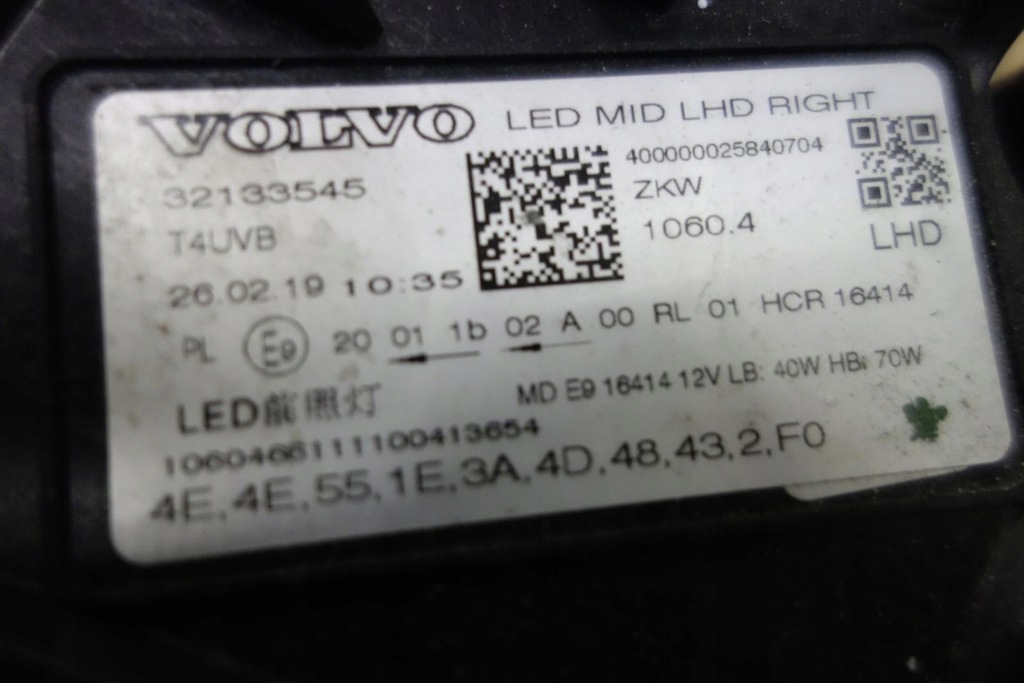 VOLVO LED MID LHD RIGHT
32133545
400000025840704
T4UVB
ZKW
26.02.19 10:35
1060.4
LHD
PL E9 20 01 1b 02 A 00 RL 01 HCR 16414
LED前照灯
MD E9 16414 12V LB: 40W HB: 70W
1060466111100413654
4E,4E,55,1E,3A,4D,48,43,2,F0